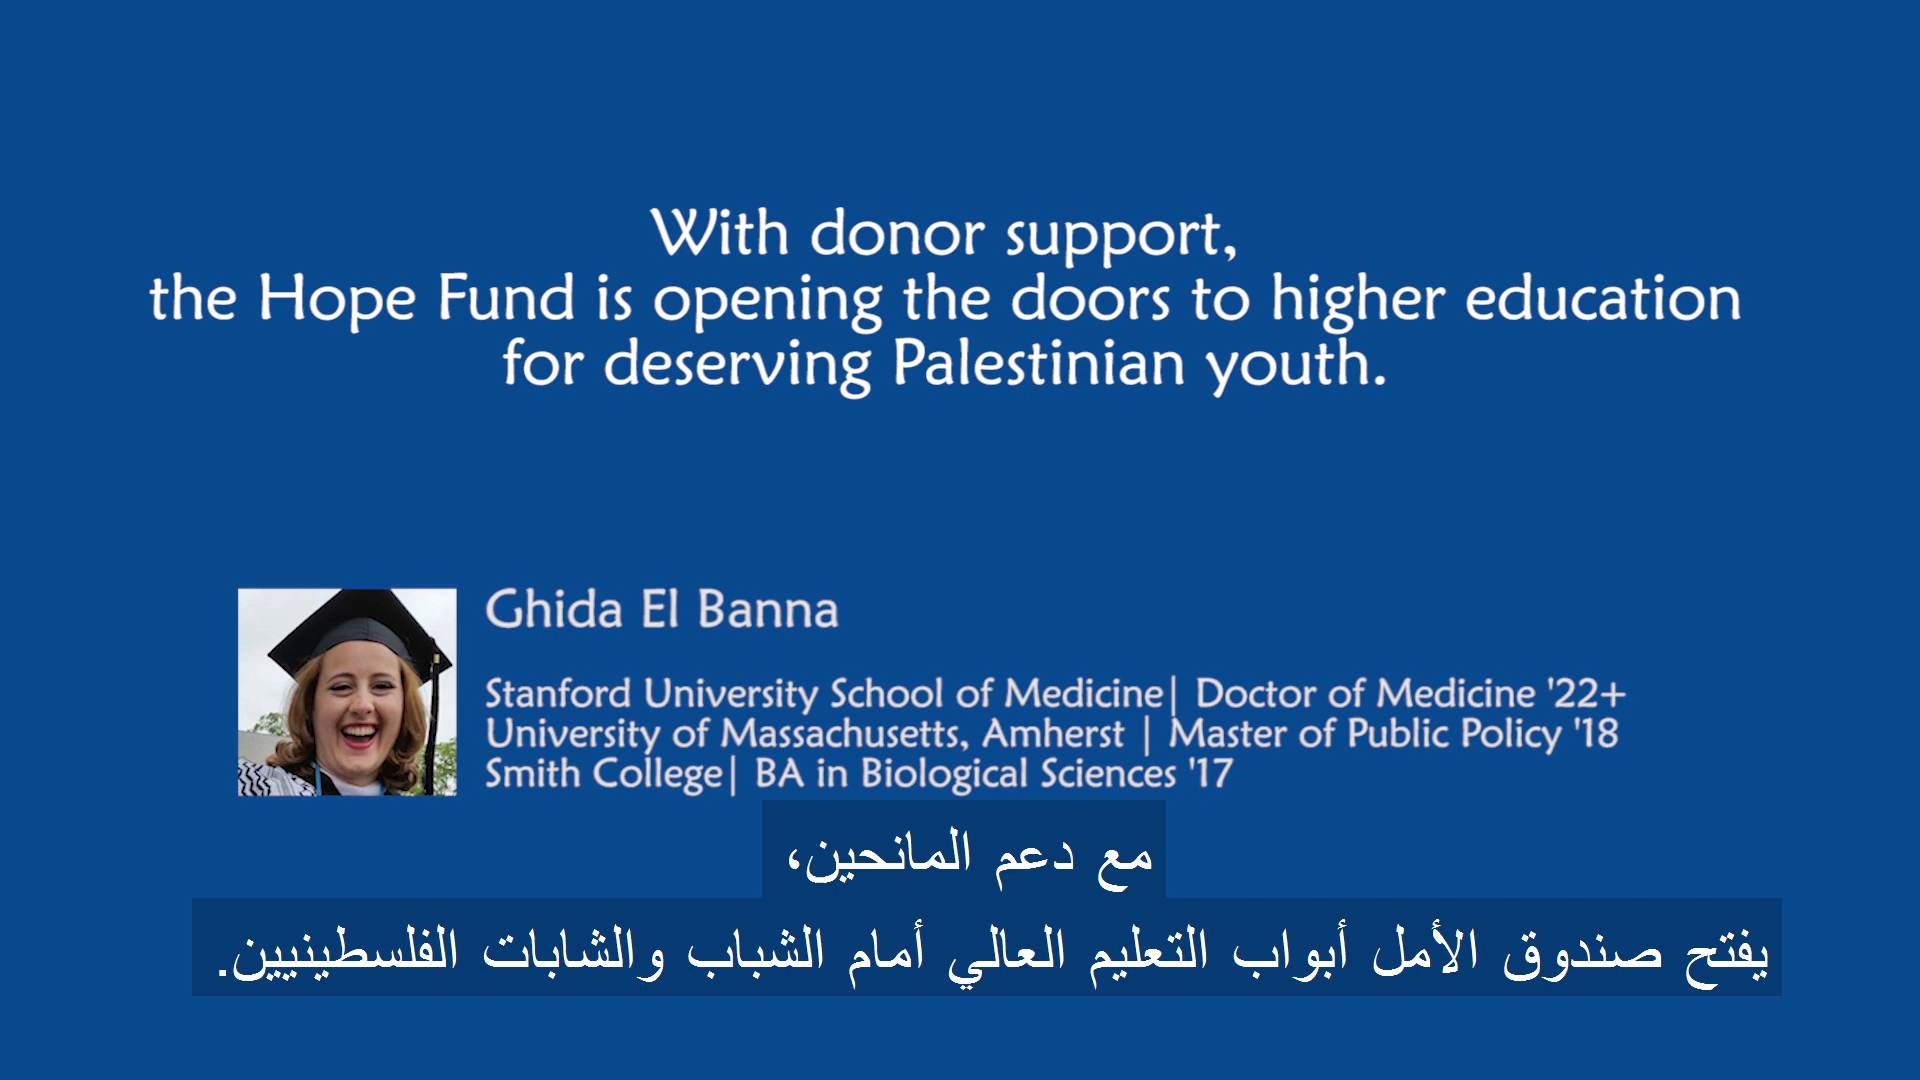 With donor support,
the Hope Fund is opening the doors to higher education
for deserving Palestinian youth.
Ghida El Banna
Stanford University School of Medicine| Doctor of Medicine '22+
University of Massachusetts, Amherst | Master of Public Policy '18
Smith College| BA in Biological Sciences '17
مع دعم المانحين،
يفتح صندوق الأمل أبواب التعليم العالي أمام الشباب والشابات الفلسطينيين.